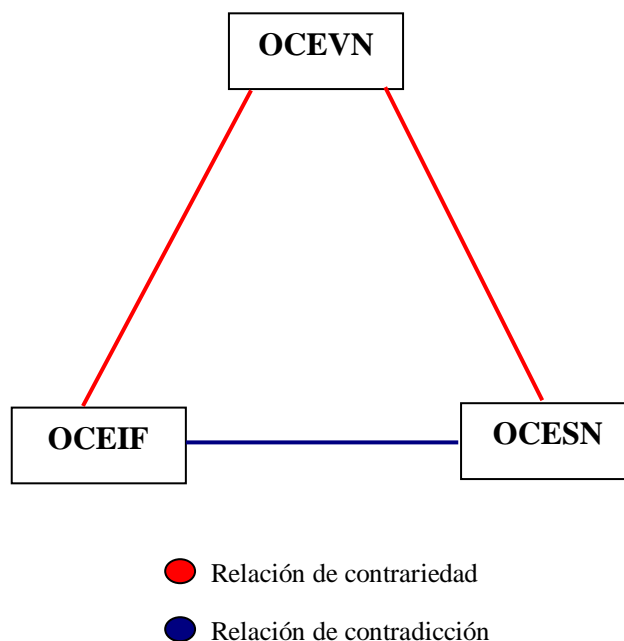 OCEVN
OCEIF
OCESN
Relación de contrariedad
Relación de contradicción